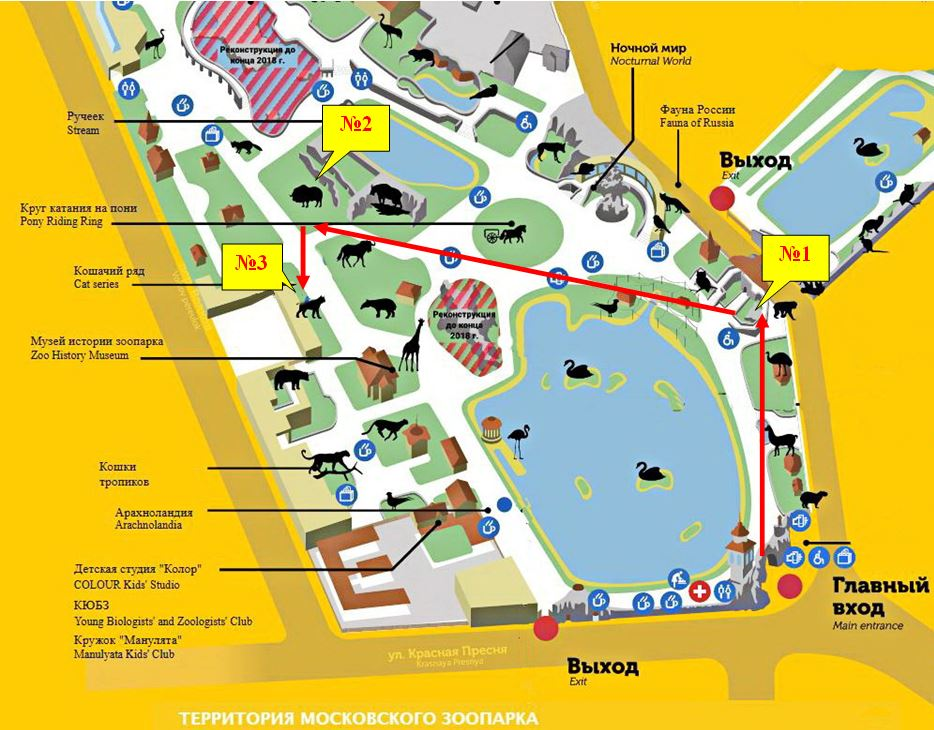 Реконструкция до
конца 2018 г.
Ночной мир
Nocturnal World
Ручеек
Stream
№2
Фауна России
Fauna of Russia
Выход
Exit
Круг катания на пони
Pony Riding Ring
№3
№1
Кошачий ряд
Cat series
Реконструкция
до конца
2018 г.
Музей истории зоопарка
Zoo History Museum
Кошки
тропиков
Арахноландия
Arachnolandia
Детская студия "Колор"
COLOUR Kids' Studio
КЮБЗ
Young Biologists' and Zoologists' Club
Кружок "Манулята"
Manulyata Kids' Club
Главный
вход
Main entrance
ул. Красная Пресня
Krasnaya Presnya
Выход
Exit
ТЕРРИТОРИЯ МОСКОВСКОГО ЗООПАРКА